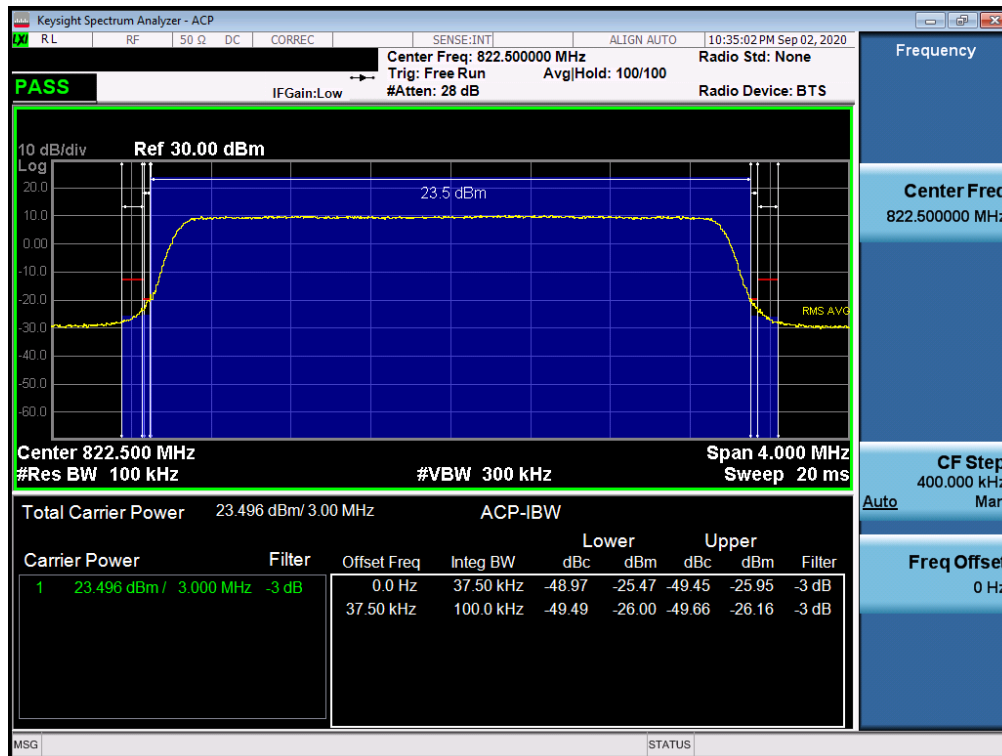 Keysight Spectrum Analyzer - ACP
LXI RL RF 50 Ω DC CORREC SENSE:INT ALIGN AUTO 10:35:02 PM Sep 02, 2020
Center Freq: 822.500000 MHz Radio Std: None
Trig: Free Run Avg|Hold: 100/100
PASS IFGain:Low #Atten: 28 dB Radio Device: BTS
Frequency
10 dB/div Ref 30.00 dBm
Log
20.0
10.0
0.00
-10.0
-20.0
-30.0
-40.0
-50.0
-60.0
23.5 dBm
RMS AVG
Center 822.500 MHz Span 4.000 MHz
#Res BW 100 kHz #VBW 300 kHz Sweep 20 ms
Center Freq
822.500000 MHz
CF Step
400.000 kHz
Auto Man
Freq Offset
0 Hz
Total Carrier Power 23.496 dBm/ 3.00 MHz ACP-IBW
Lower Upper
Carrier Power Filter Offset Freq Integ BW dBc dBm dBc dBm Filter
1 23.496 dBm / 3.000 MHz -3 dB 0.0 Hz 37.50 kHz -48.97 -25.47 -49.45 -25.95 -3 dB
37.50 kHz 100.0 kHz -49.49 -26.00 -49.66 -26.16 -3 dB
MSG STATUS